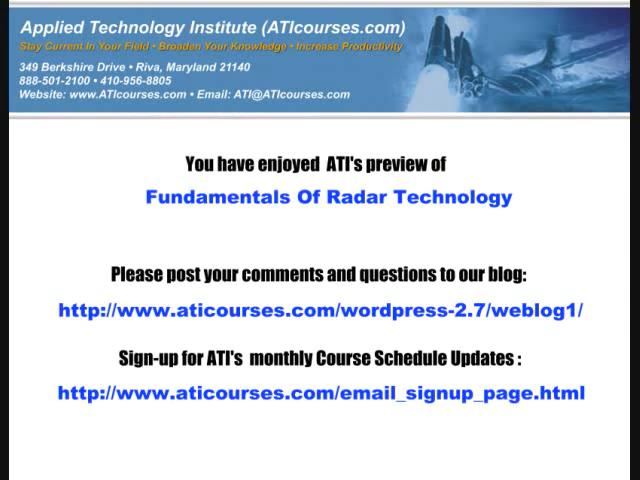 Applied Technology Institute (ATIcourses.com)
Stay Current In Your Field • Broaden Your Knowledge • Increase Productivity
349 Berkshire Drive • Riva, Maryland 21140
888-501-2100 • 410-956-8805
Website: www.ATIcourses.com • Email: ATI@ATIcourses.com
You have enjoyed ATI's preview of
Fundamentals Of Radar Technology
Please post your comments and questions to our blog:
http://www.aticourses.com/wordpress-2.7/weblog1/
Sign-up for ATI's monthly Course Schedule Updates :
http://www.aticourses.com/email_signup_page.html